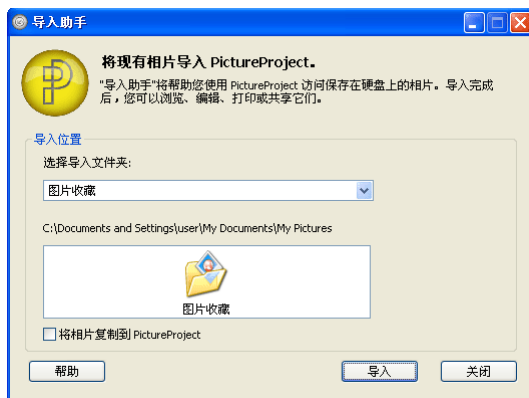 导入助手
将现有相片导入 PictureProject。
"导入助手"将帮助您使用 PictureProject 访问保存在硬盘上的相片。导入完成
后，您可以浏览、编辑、打印或共享它们。
导入位置
选择导入文件夹:
图片收藏
C:\Documents and Settings\user\My Documents\My Pictures
图片收藏
将相片复制到 PictureProject
帮助
导入
关闭